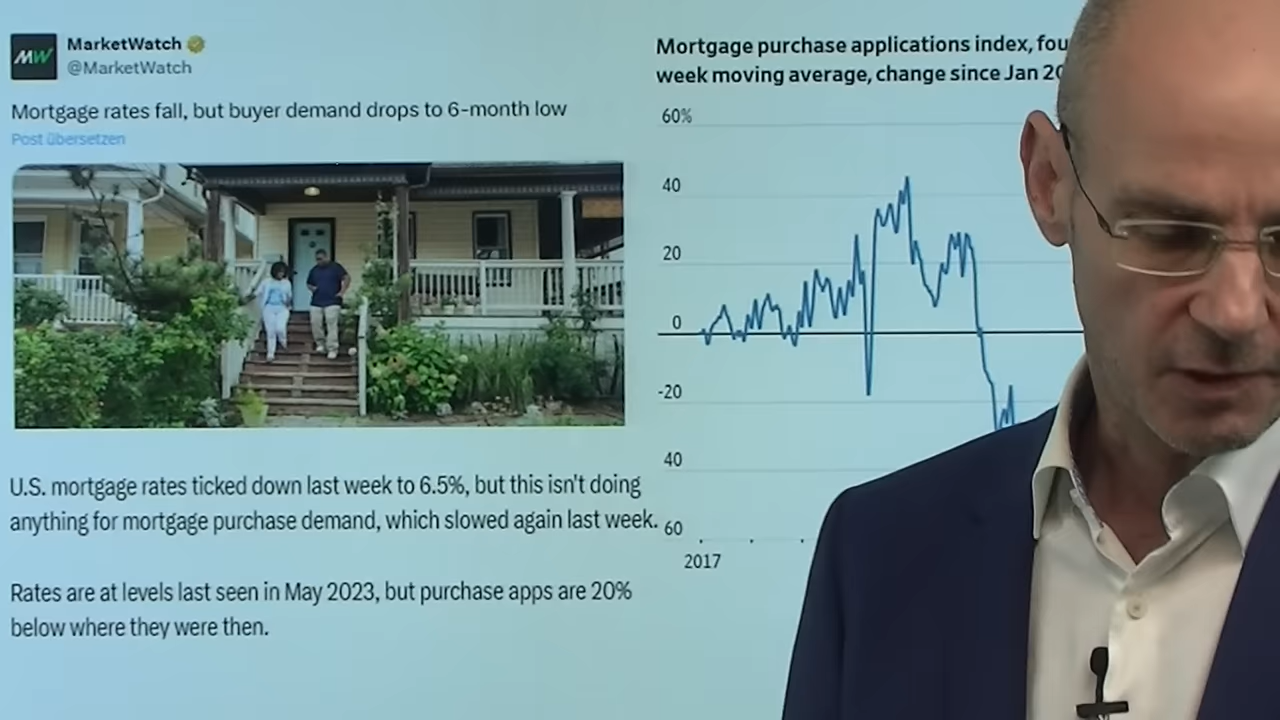 MW
MarketWatch
@MarketWatch
Mortgage rates fall, but buyer demand drops to 6-month low
Post übersetzen
U.S. mortgage rates ticked down last week to 6.5%, but this isn't doing
anything for mortgage purchase demand, which slowed again last week.
Rates are at levels last seen in May 2023, but purchase apps are 20%
below where they were then.
Mortgage purchase applications index,
week moving average, change since Jan
60%
40
20
0
-20
40
60
2017